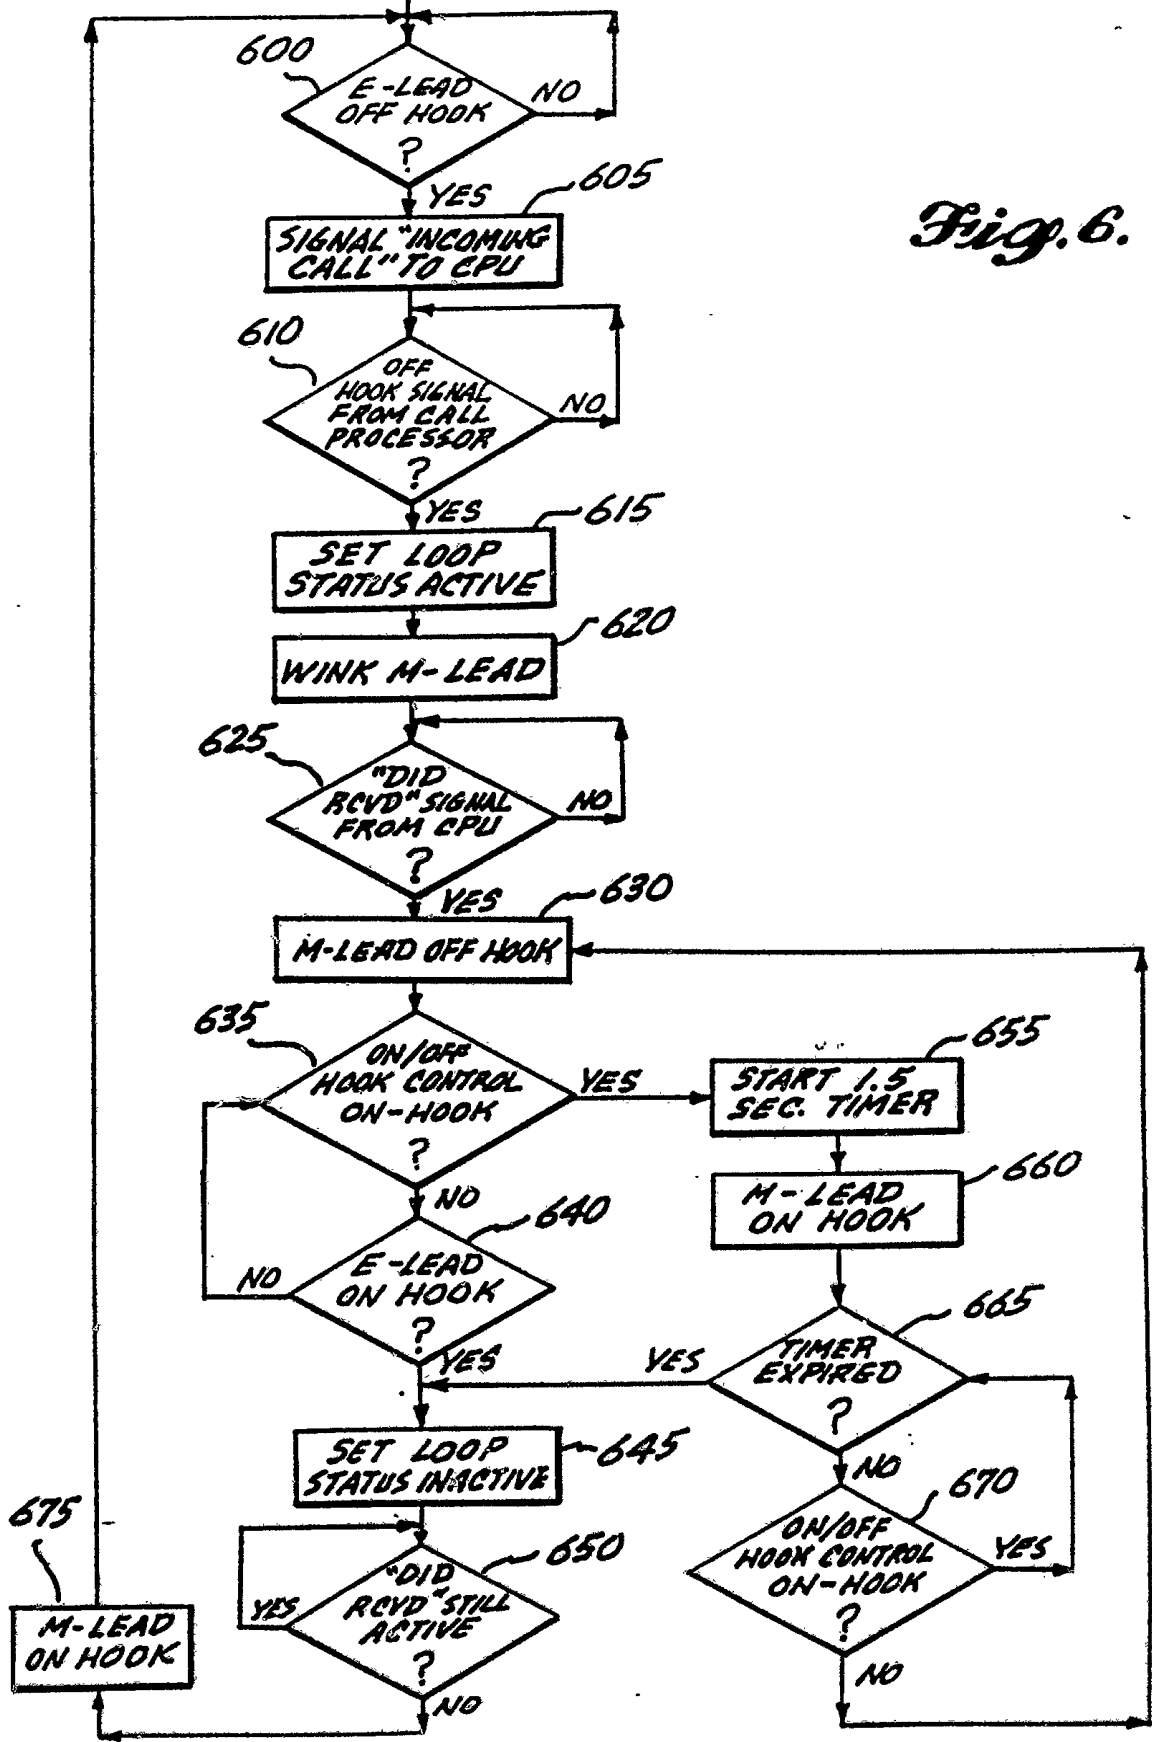 600
E-LEAD
OFF HOOK
?
NO
YES
605
SIGNAL "INCOMING
CALL" TO CPU
Fig. 6.
610
OFF
HOOK SIGNAL
FROM CALL
PROCESSOR
?
NO
YES
615
SET LOOP
STATUS ACTIVE
620
WINK M-LEAD
625
"DID
RCVD" SIGNAL
FROM CPU
?
NO
YES
630
M-LEAD OFF HOOK
635
ON/OFF
HOOK CONTROL
ON-HOOK
?
YES
NO
655
START 1.5
SEC. TIMER
660
M-LEAD
ON HOOK
640
E-LEAD
ON HOOK
?
NO
YES
665
TIMER
EXPIRED
?
YES
NO
645
SET LOOP
STATUS INACTIVE
670
ON/OFF
HOOK CONTROL
ON-HOOK
?
YES
NO
650
"DID
RCVD" STILL
ACTIVE
?
YES
NO
675
M-LEAD
ON HOOK